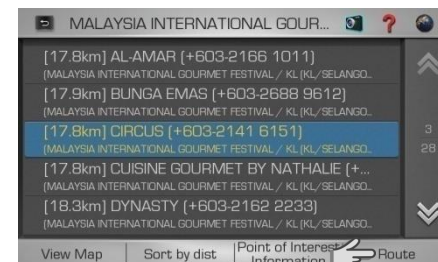 MALAYSIA INTERNATIONAL GOUR...
[17.8km] AL-AMAR (+603-2166 1011)
(MALAYSIA INTERNATIONAL GOURMET FESTIVAL / KL (KL/SELANGO..
[17.9km] BUNGA EMAS (+603-2688 9612)
(MALAYSIA INTERNATIONAL GOURMET FESTIVAL / KL (KL/SELANGO..
[17.8km] CIRCUS (+603-2141 6151)
(MALAYSIA INTERNATIONAL GOURMET FESTIVAL / KL (KL/SELANGO..
3
28
[17.8km] CUISINE GOURMET BY NATHALIE (+...
(MALAYSIA INTERNATIONAL GOURMET FESTIVAL / KL (KL/SELANGO..
[18.3km] DYNASTY (+603-2162 2233)
(MALAYSIA INTERNATIONAL GOURMET FESTIVAL / KL (KL/SELANGO..
View Map Sort by dist Point of Interest Information Route